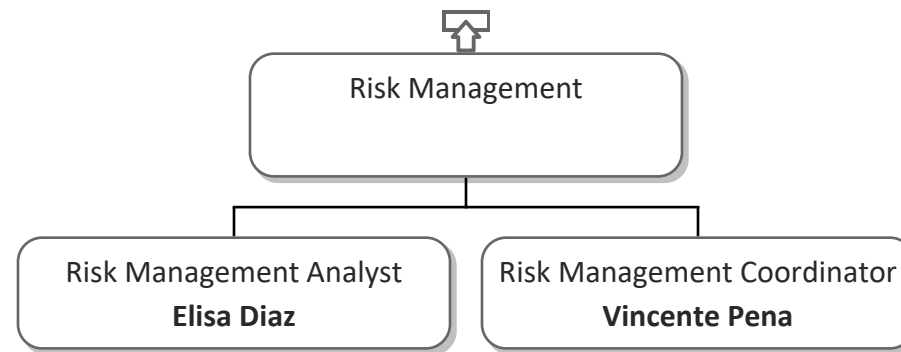 Risk Management
Risk Management Analyst
Elisa Diaz
Risk Management Coordinator
Vincente Pena